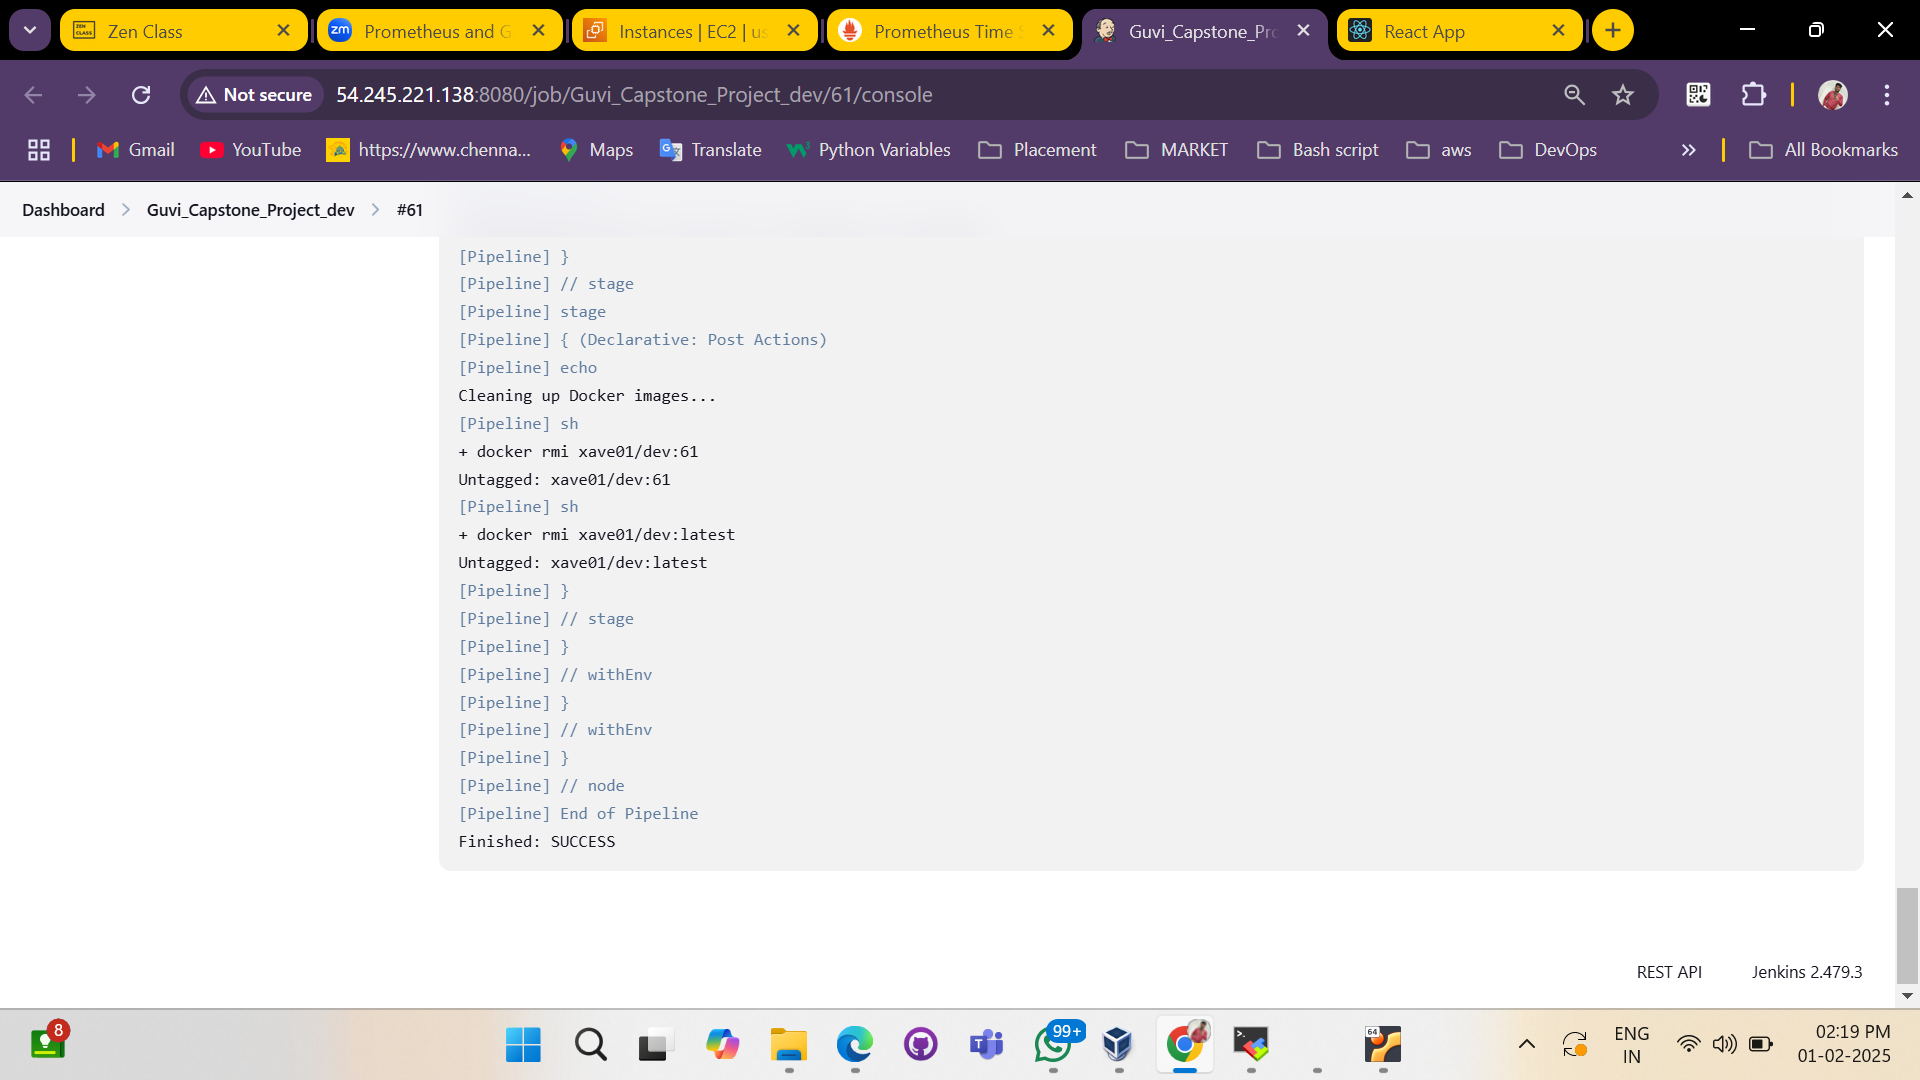 Zen Class
Prometheus and G
Instances | EC2 | us
Prometheus Time S
Guvi_Capstone_Pro
React App
Not secure
54.245.221.138:8080/job/Guvi_Capstone_Project_dev/61/console
Gmail
YouTube
https://www.chenna...
Maps
Translate
Python Variables
Placement
MARKET
Bash script
aws
DevOps
All Bookmarks
Dashboard
Guvi_Capstone_Project_dev
#61
[Pipeline] }
[Pipeline] // stage
[Pipeline] stage
[Pipeline] { (Declarative: Post Actions)
[Pipeline] echo
Cleaning up Docker images...
[Pipeline] sh
+ docker rmi xave01/dev:61
Untagged: xave01/dev:61
[Pipeline] sh
+ docker rmi xave01/dev:latest
Untagged: xave01/dev:latest
[Pipeline] }
[Pipeline] // stage
[Pipeline] }
[Pipeline] // withEnv
[Pipeline] }
[Pipeline] // withEnv
[Pipeline] }
[Pipeline] // node
[Pipeline] End of Pipeline
Finished: SUCCESS
REST API
Jenkins 2.479.3
8
99+
64
ENG
IN
02:19 PM
01-02-2025